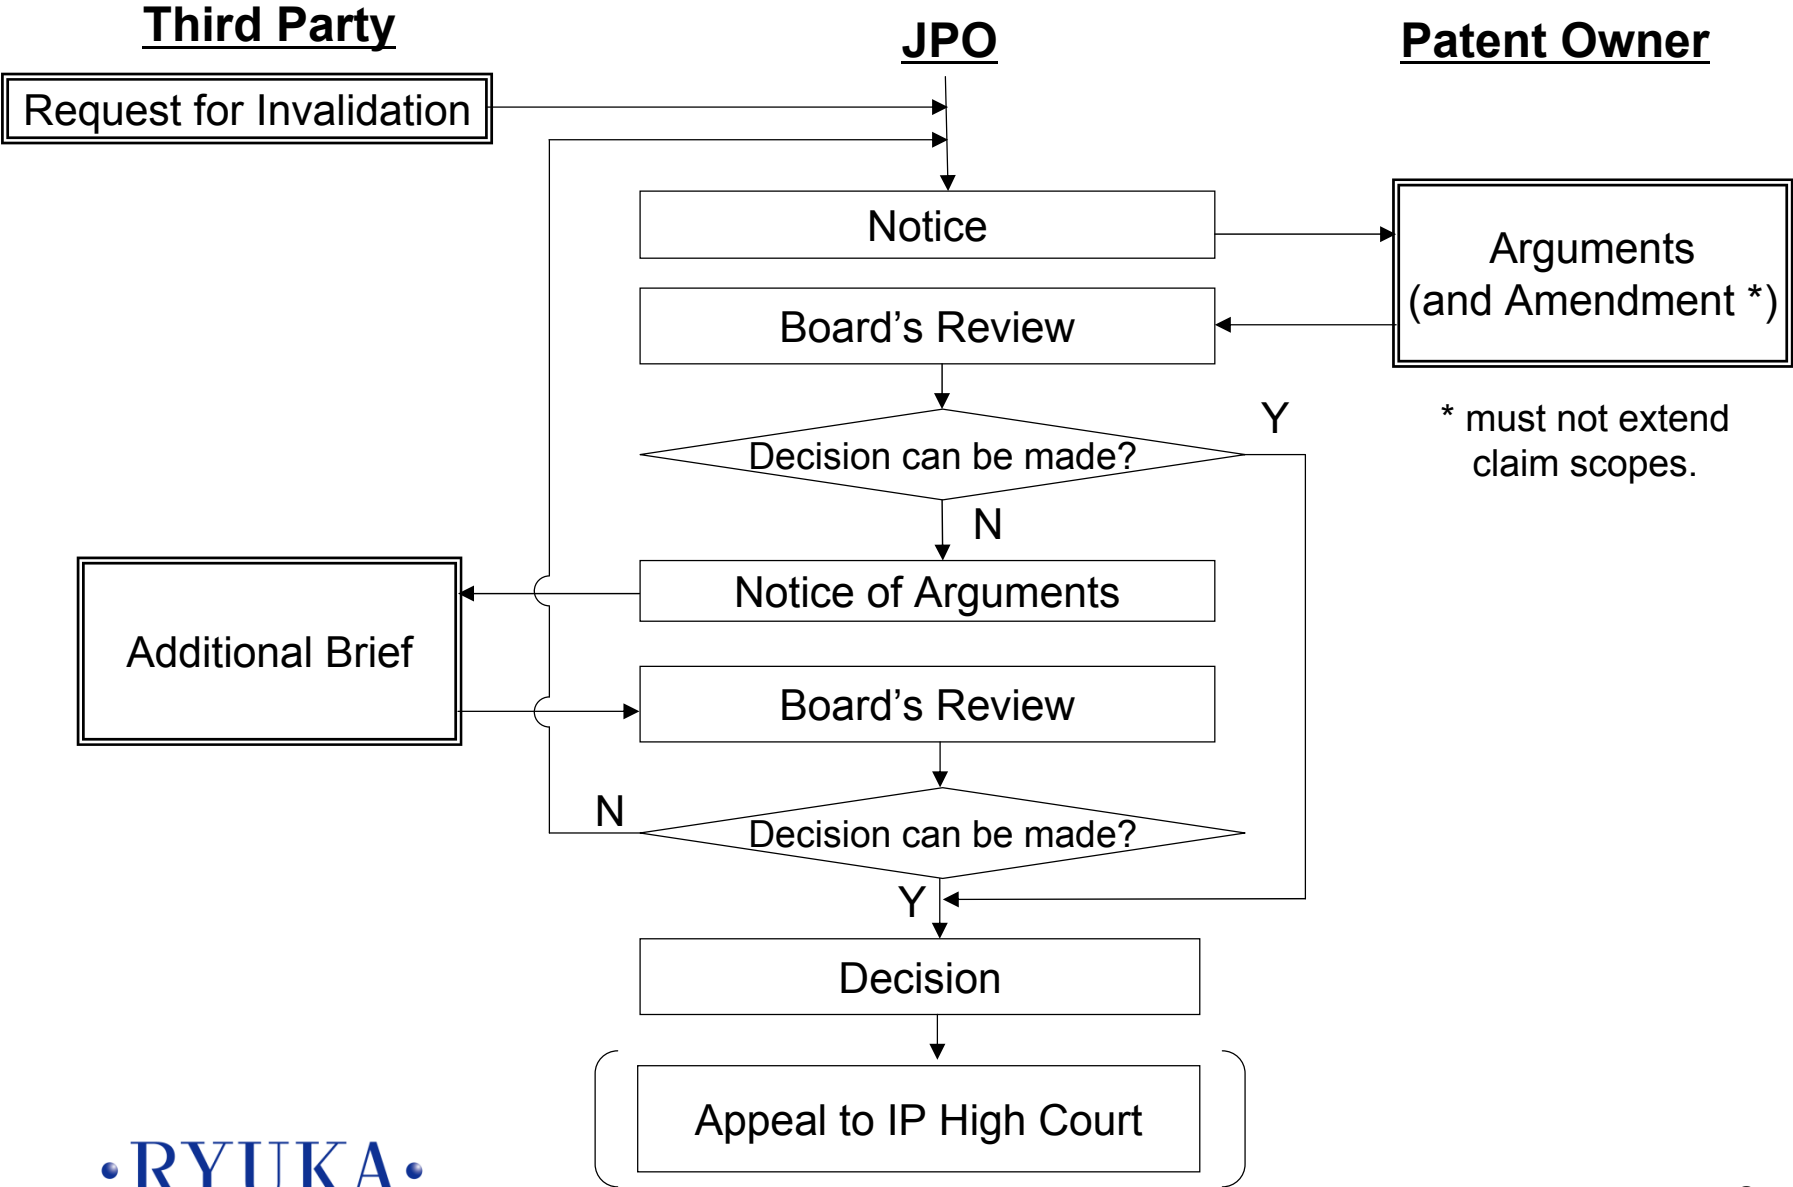 Third Party
JPO
Patent Owner
Request for Invalidation
Notice
Arguments
(and Amendment *)
Board’s Review
* must not extend
claim scopes.
Decision can be made?
Y
N
Notice of Arguments
Additional Brief
Board’s Review
Decision can be made?
N
Y
Decision
Appeal to IP High Court
•RYUKA•